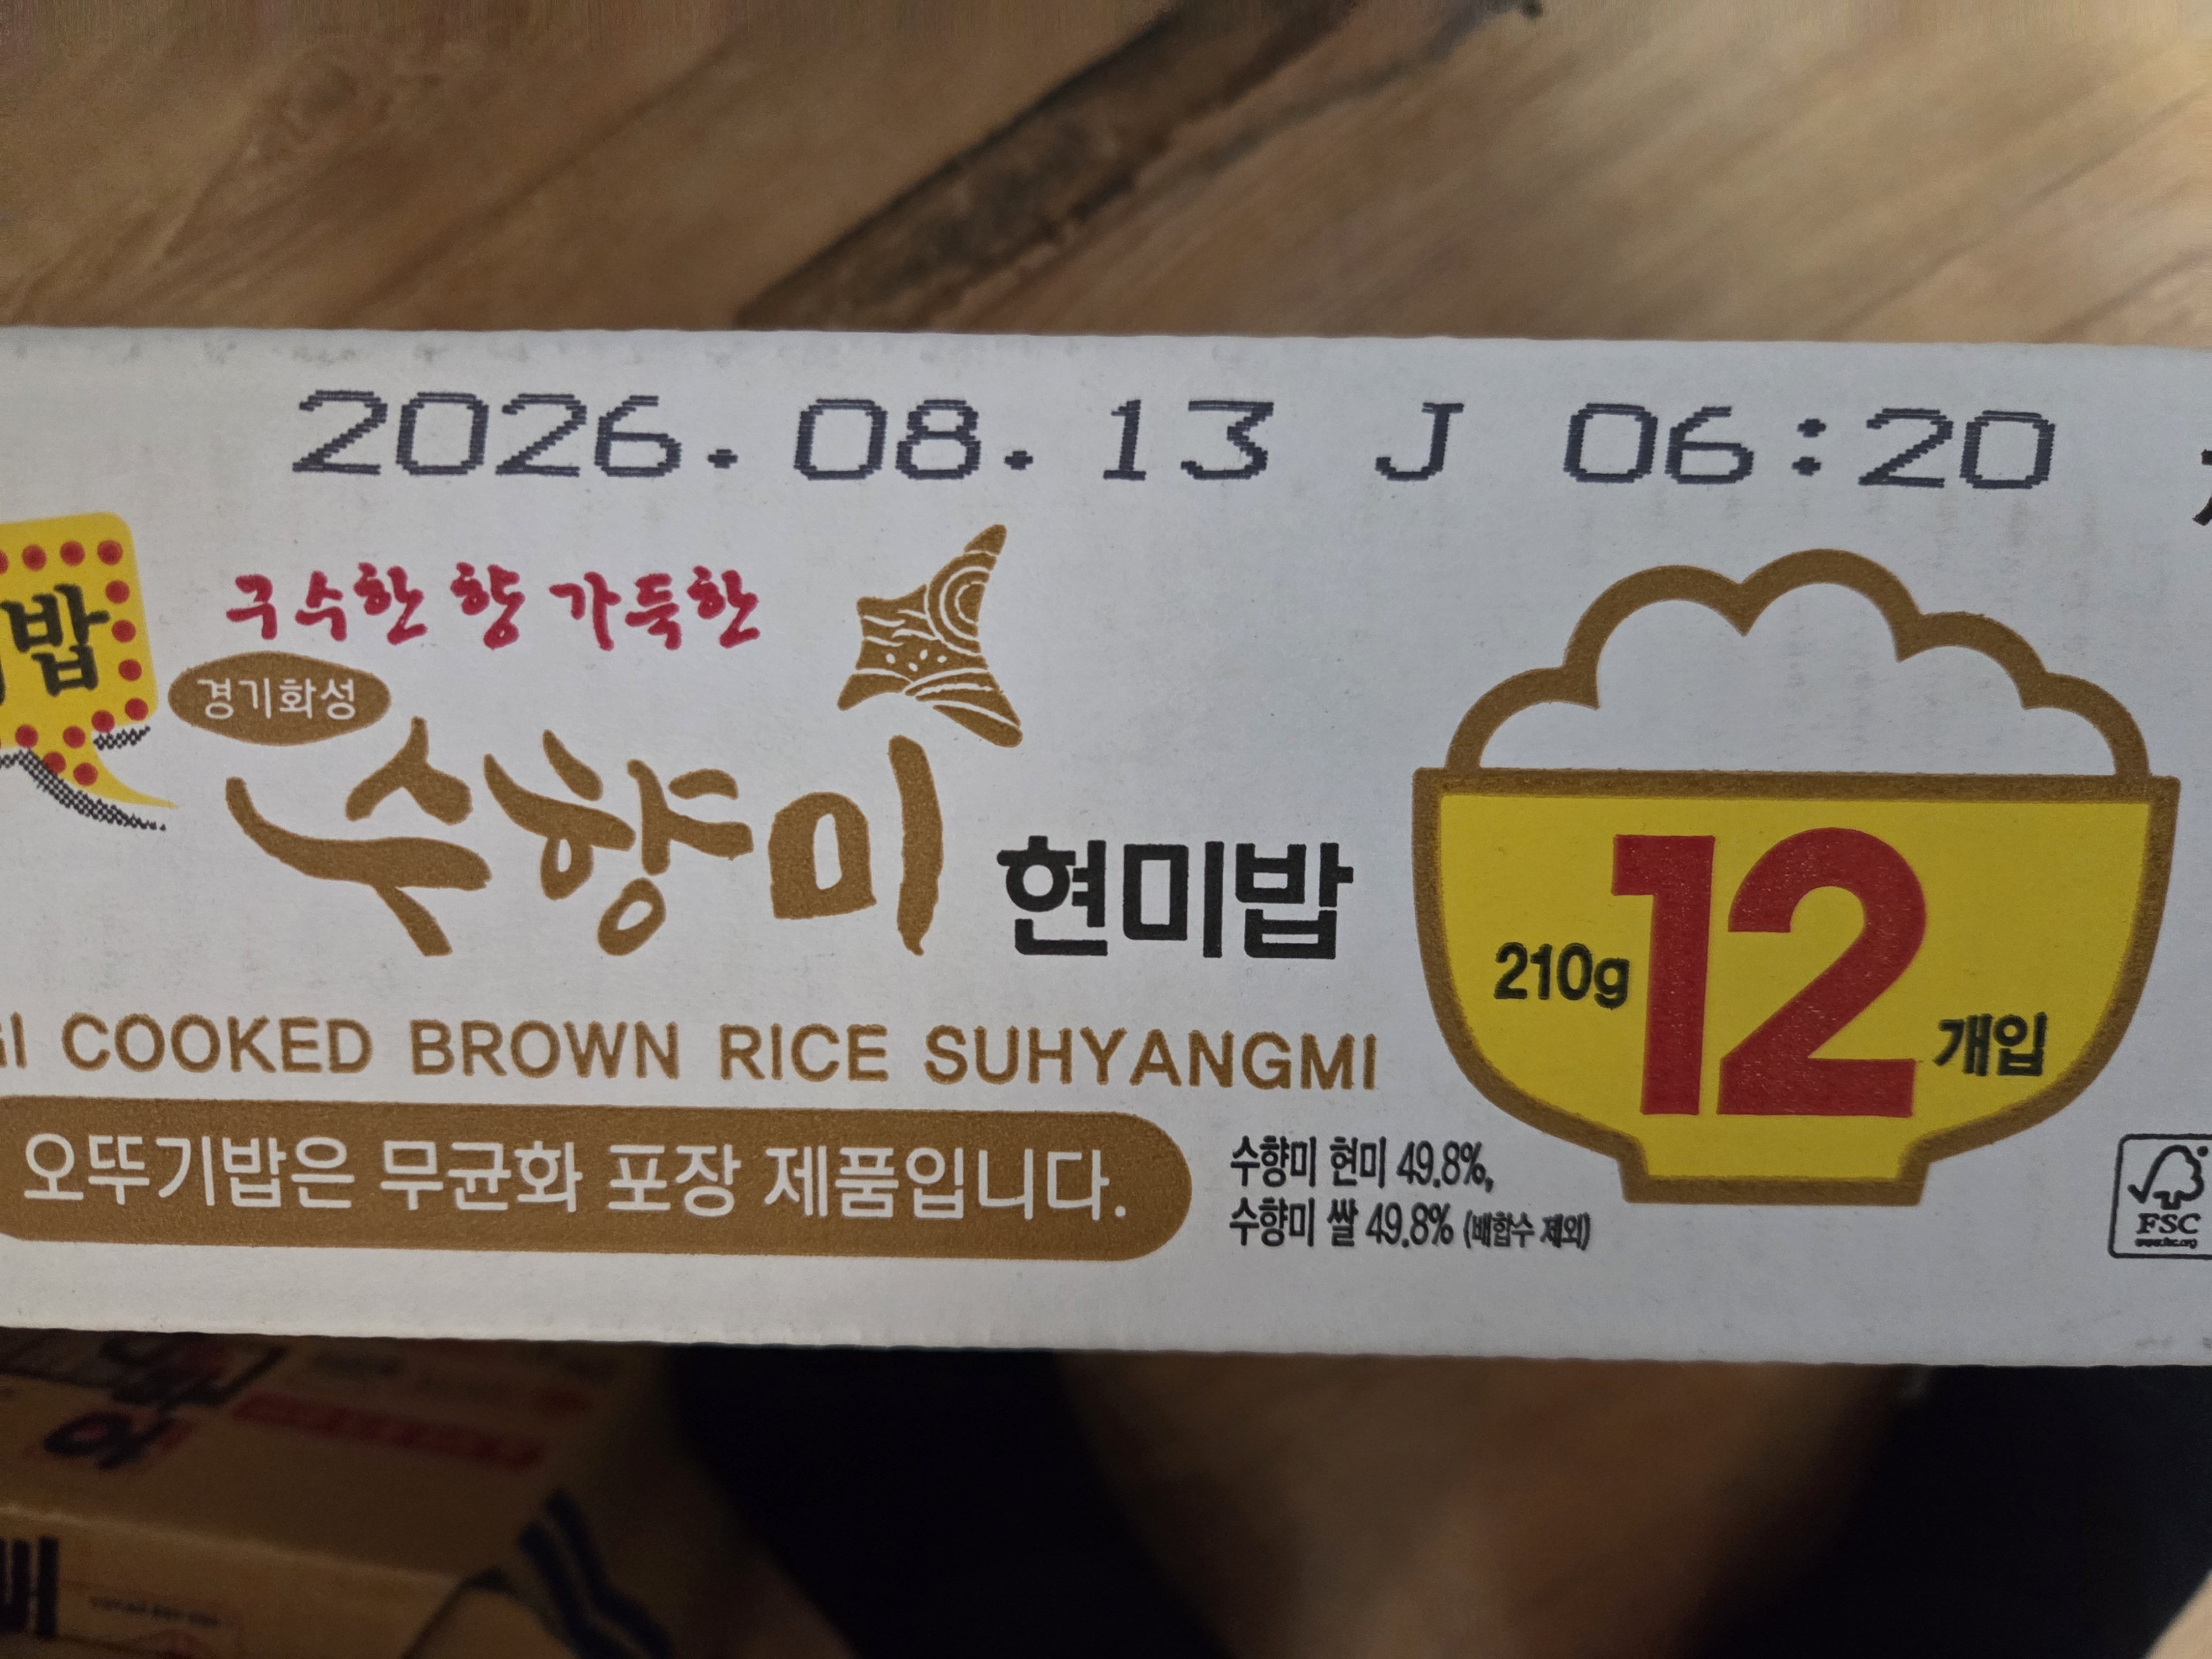 2026.08.13 J 06:20
밥
구수한 향 가득한
경기화성
수향미 현미밥
210g 12 개입
GI COOKED BROWN RICE SUHYANGMI
오뚜기밥은 무균화 포장 제품입니다.
수향미 현미 49.8%,
수향미 쌀 49.8% (배합수 제외)
FSC